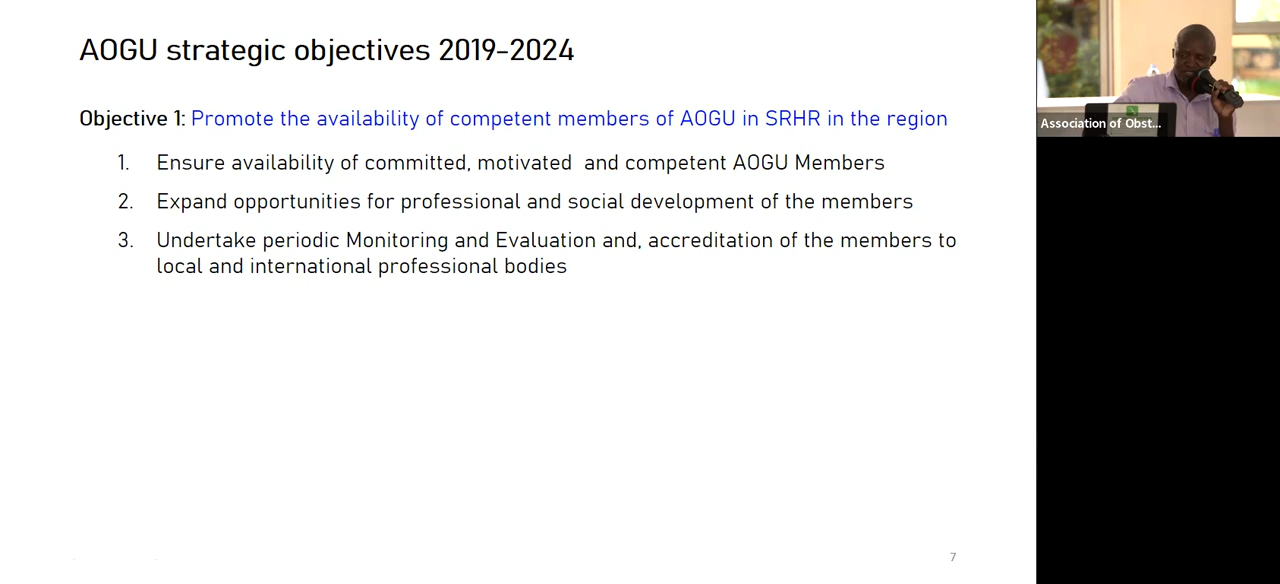 AOGU strategic objectives 2019-2024
Objective 1: Promote the availability of competent members of AOGU in SRHR in the region
1. Ensure availability of committed, motivated  and competent AOGU Members
2. Expand opportunities for professional and social development of the members
3. Undertake periodic Monitoring and Evaluation and, accreditation of the members to
local and international professional bodies
7
Association of Obst...